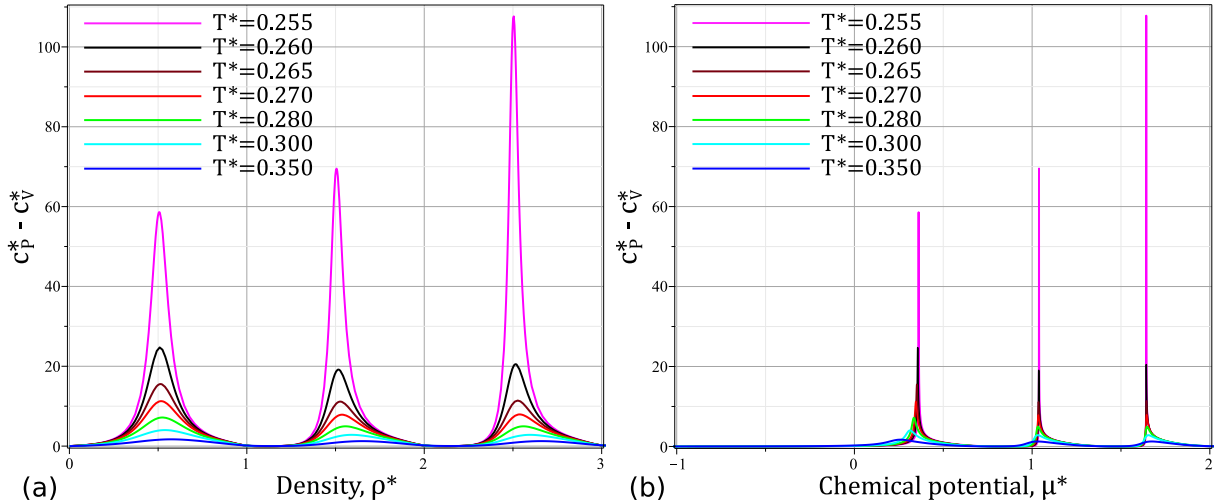 T*=0.255
T*=0.260
T*=0.265
T*=0.270
T*=0.280
T*=0.300
T*=0.350
100
80
60
40
20
0
c*P - c*V
0 1 2 3
(a) Density, ρ*
T*=0.255
T*=0.260
T*=0.265
T*=0.270
T*=0.280
T*=0.300
T*=0.350
100
80
60
40
20
0
c*P - c*V
−1 0 1 2
(b) Chemical potential, μ*